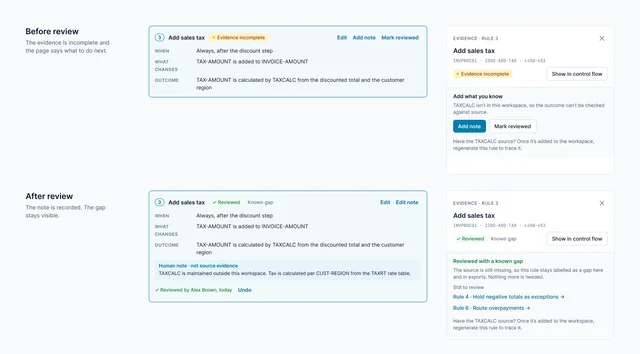 Before review
The evidence is incomplete and
the page says what to do next.
3 Add sales tax Evidence incomplete Edit Add note Mark reviewed
WHEN Always, after the discount step
WHAT CHANGES TAX-AMOUNT is added to INVOICE-AMOUNT
OUTCOME TAX-AMOUNT is calculated by TAXCALC from the discounted total and the customer
region
EVIDENCE · RULE 3
Add sales tax
Evidence incomplete Show in control flow
Add what you know
TAXCALC isn't in this workspace, so the outcome can't be checked
against source.
Add note Mark reviewed
Have the TAXCALC source? Once it's added to the workspace,
regenerate this rule to trace it.
After review
The note is recorded. The gap
stays visible.
3 Add sales tax ✓ Reviewed Known gap Edit Edit note
WHEN Always, after the discount step
WHAT CHANGES TAX-AMOUNT is added to INVOICE-AMOUNT
OUTCOME TAX-AMOUNT is calculated by TAXCALC from the discounted total and the customer
region
Human note · not source evidence
TAXCALC is maintained outside this workspace. Tax is calculated per CUST-REGION from the TAXRT rate table.
✓ Reviewed by Alex Brown, today Undo
EVIDENCE · RULE 3
Add sales tax
✓ Reviewed Known gap Show in control flow
Reviewed with a known gap
The source is still missing, so this rule stays labelled as a gap here
and in exports. Nothing more is needed.
Still to review
Rule 4 · Hold negative totals as exceptions →
Rule 6 · Route overpayments →
Have the TAXCALC source? Once it's added to the workspace,
regenerate this rule to trace it.